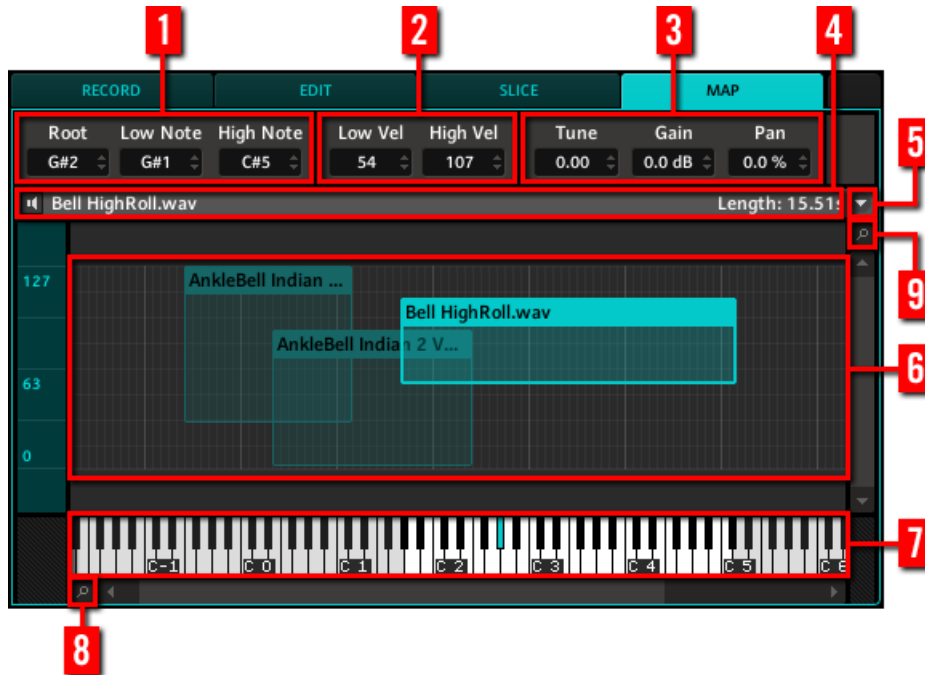 1 2 3 4
RECORD EDIT SLICE MAP
Root Low Note High Note Low Vel High Vel Tune Gain Pan
G#2 G#1 C#5 54 107 0.00 0.0 dB 0.0 %
5
Bell HighRoll.wav Length: 15.51s
9
127
AnkleBell Indian ...
Bell HighRoll.wav
AnkleBell Indian 2 V...
6
63
0
7
C-1 C 0 C 1 C 2 C 3 C 4 C 5 C 6
8